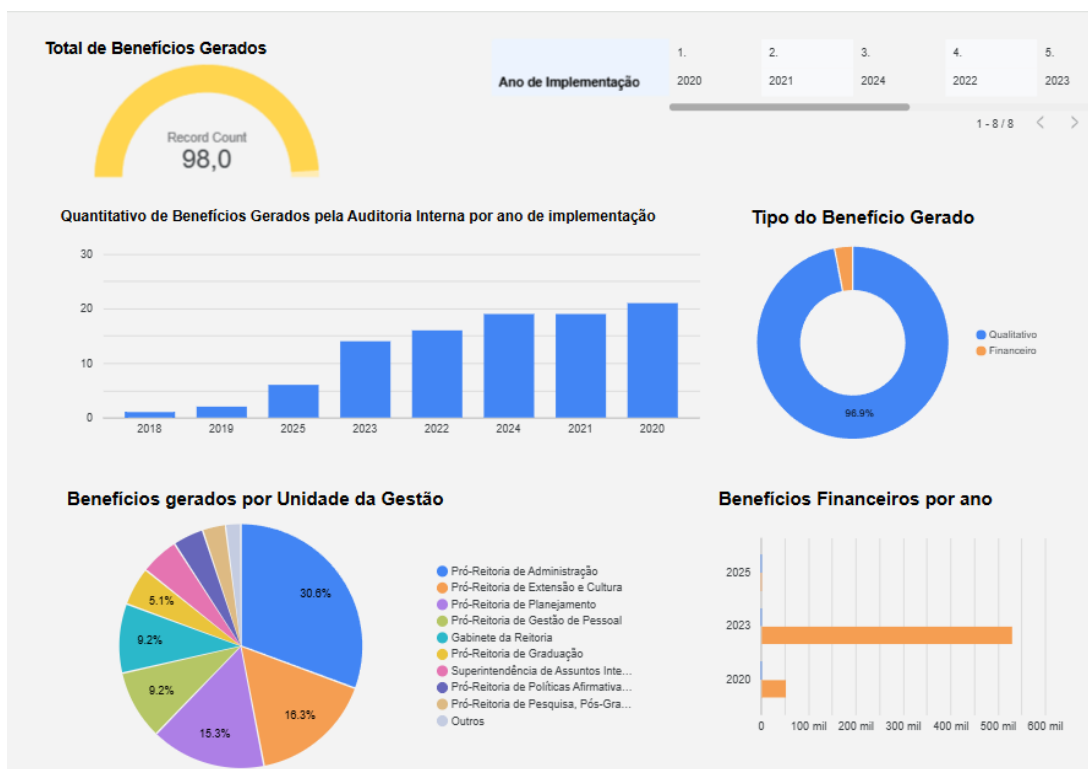 Total de Benefícios Gerados
Record Count
98,0
1. 2. 3. 4. 5.
Ano de Implementação 2020 2021 2024 2022 2023
1 - 8 / 8
Quantitativo de Benefícios Gerados pela Auditoria Interna por ano de implementação
30
20
10
0
2018 2019 2025 2023 2022 2024 2021 2020
Tipo do Benefício Gerado
Qualitativo
Financeiro
96.9%
Benefícios gerados por Unidade da Gestão
30.6%
16.3%
15.3%
9.2%
9.2%
5.1%
Pró-Reitoria de Administração
Pró-Reitoria de Extensão e Cultura
Pró-Reitoria de Planejamento
Pró-Reitoria de Gestão de Pessoal
Gabinete da Reitoria
Pró-Reitoria de Graduação
Superintendência de Assuntos Inte...
Pró-Reitoria de Políticas Afirmativa...
Pró-Reitoria de Pesquisa, Pós-Gra...
Outros
Benefícios Financeiros por ano
2025
2023
2020
0 100 mil 200 mil 300 mil 400 mil 500 mil 600 mil